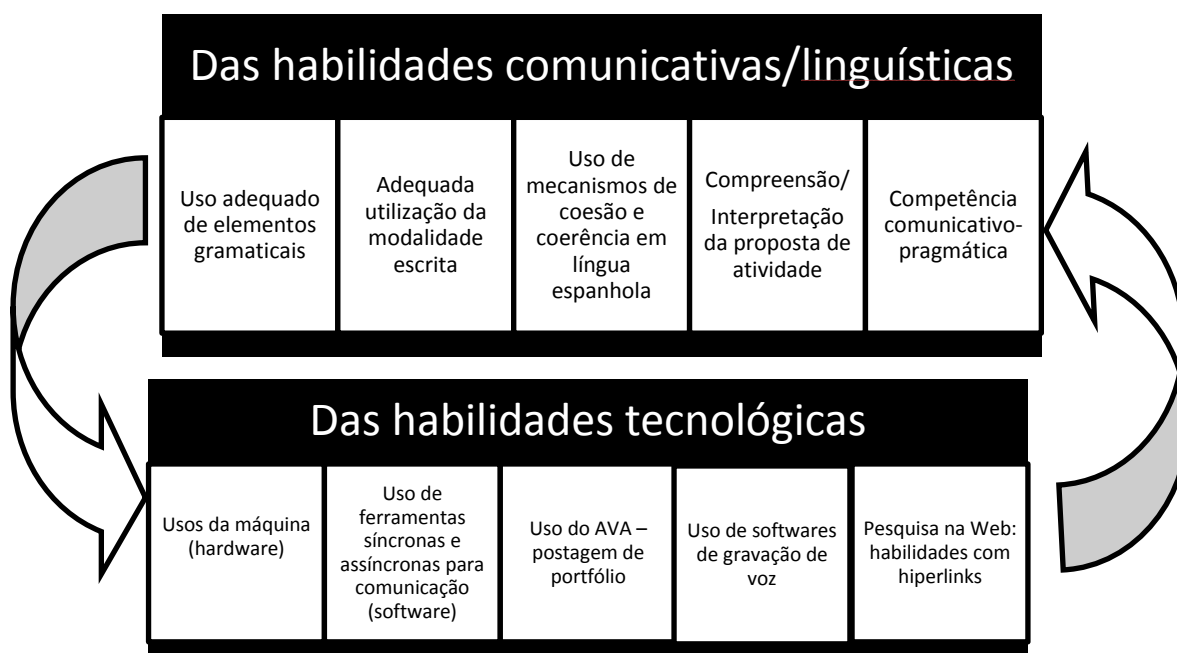 Das habilidades comunicativas/linguísticas
Uso adequado
de elementos
gramaticais
Adequada
utilização da
modalidade
escrita
Uso de
mecanismos de
coesão e
coerência em
língua
espanhola
Compreensão/
Interpretação
da proposta de
atividade
Competência
comunicativo-
pragmática
Das habilidades tecnológicas
Usos da máquina
(hardware)
Uso de
ferramentas
síncronas e
assíncronas para
comunicação
(software)
Uso do AVA –
postagem de
portfólio
Uso de softwares
de gravação de
voz
Pesquisa na Web:
habilidades com
hiperlinks